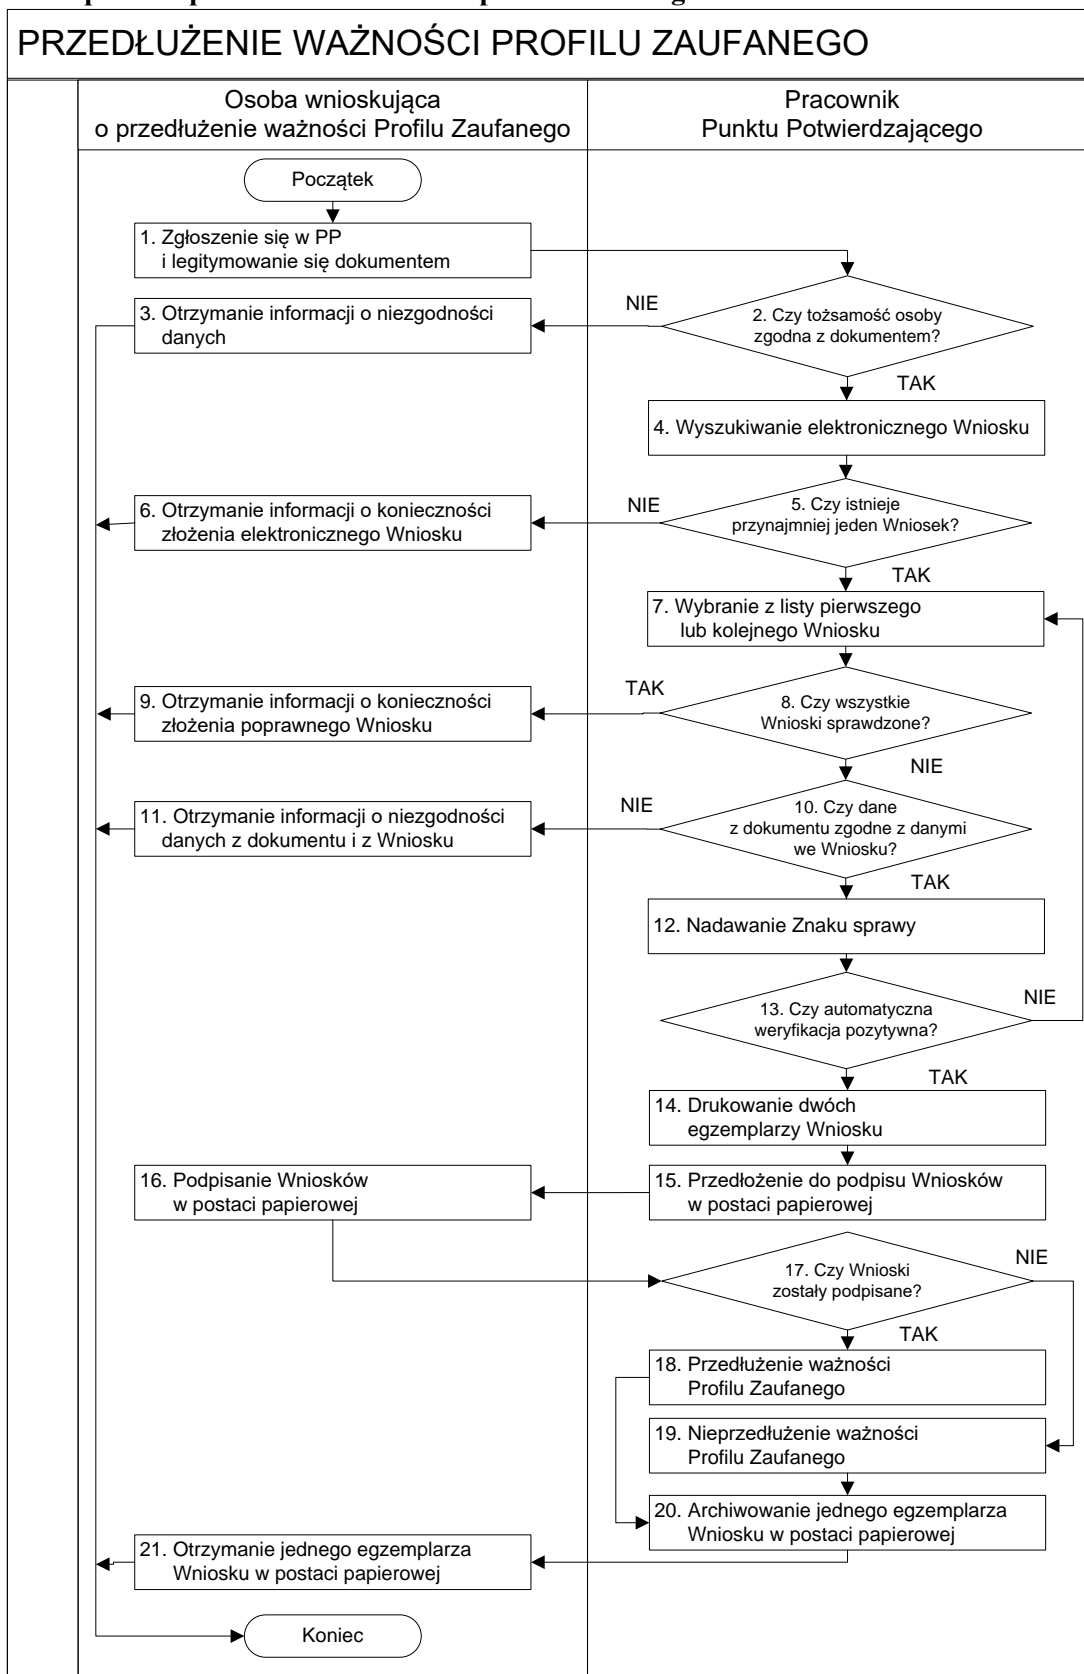 PRZEDŁUŻENIE WAŻNOŚCI PROFILU ZAUFANEGO
Osoba wnioskująca
o przedłużenie ważności Profilu Zaufanego
Pracownik
Punktu Potwierdzającego
Początek
1. Zgłoszenie się w PP
i legitymowanie się dokumentem
2. Czy tożsamość osoby
zgodna z dokumentem?
NIE
3. Otrzymanie informacji o niezgodności
danych
TAK
4. Wyszukiwanie elektronicznego Wniosku
5. Czy istnieje
przynajmniej jeden Wniosek?
NIE
6. Otrzymanie informacji o konieczności
złożenia elektronicznego Wniosku
TAK
7. Wybranie z listy pierwszego
lub kolejnego Wniosku
8. Czy wszystkie
Wnioski sprawdzone?
TAK
9. Otrzymanie informacji o konieczności
złożenia poprawnego Wniosku
NIE
10. Czy dane
z dokumentu zgodne z danymi
we Wniosku?
NIE
11. Otrzymanie informacji o niezgodności
danych z dokumentu i z Wniosku
TAK
12. Nadawanie Znaku sprawy
13. Czy automatyczna
weryfikacja pozytywna?
NIE
TAK
14. Drukowanie dwóch
egzemplarzy Wniosku
15. Przedłożenie do podpisu Wniosków
w postaci papierowej
16. Podpisanie Wniosków
w postaci papierowej
17. Czy Wnioski
zostały podpisane?
NIE
TAK
18. Przedłużenie ważności
Profilu Zaufanego
19. Nieprzedłużenie ważności
Profilu Zaufanego
20. Archiwowanie jednego egzemplarza
Wniosku w postaci papierowej
21. Otrzymanie jednego egzemplarza
Wniosku w postaci papierowej
Koniec